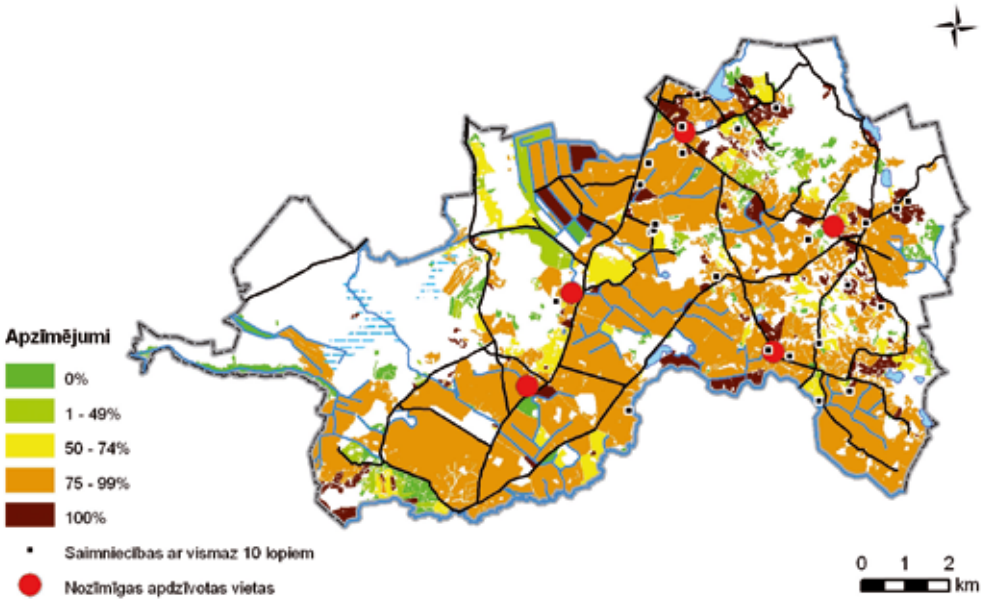 Apzīmējumi
0%
1 - 49%
50 - 74%
75 - 99%
100%
Saimniecības ar vismaz 10 lopiem
Nozīmīgas apdzīvotas vietas
0 1 2
km